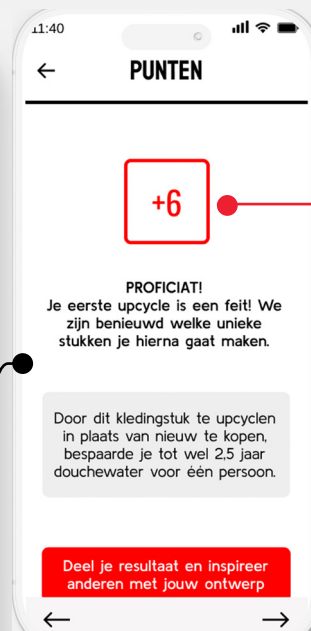 11:40
PUNTEN
+6
PROFICIAT!
Je eerste upcycle is een feit! We
zijn benieuwd welke unieke
stukken je hierna gaat maken.
Door dit kledingstuk te upcyclen
in plaats van nieuw te kopen,
bespaarde je tot wel 2,5 jaar
douchewater voor één persoon.
Deel je resultaat en inspireer
anderen met jouw ontwerp